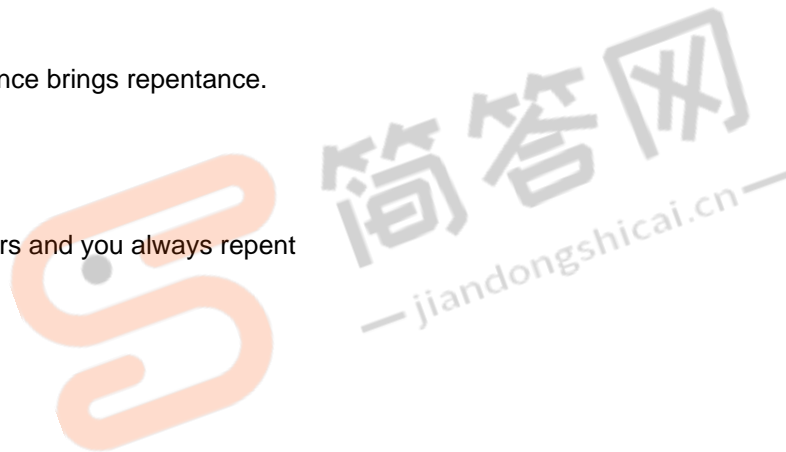 nce brings repentance.
简答网
jiandongshicai.cn
rs and you always repent